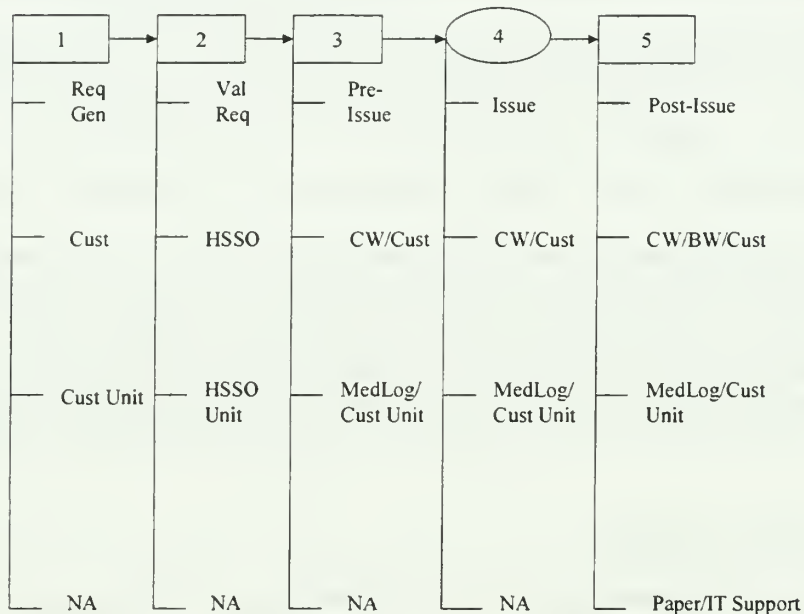 1
2
3
4
5
Req
Gen
Val
Req
Pre-
Issue
Issue
Post-Issue
Cust
HSSO
CW/Cust
CW/Cust
CW/BW/Cust
Cust Unit
HSSO
Unit
MedLog/
Cust Unit
MedLog/
Cust Unit
MedLog/Cust
Unit
NA
NA
NA
NA
Paper/IT Support